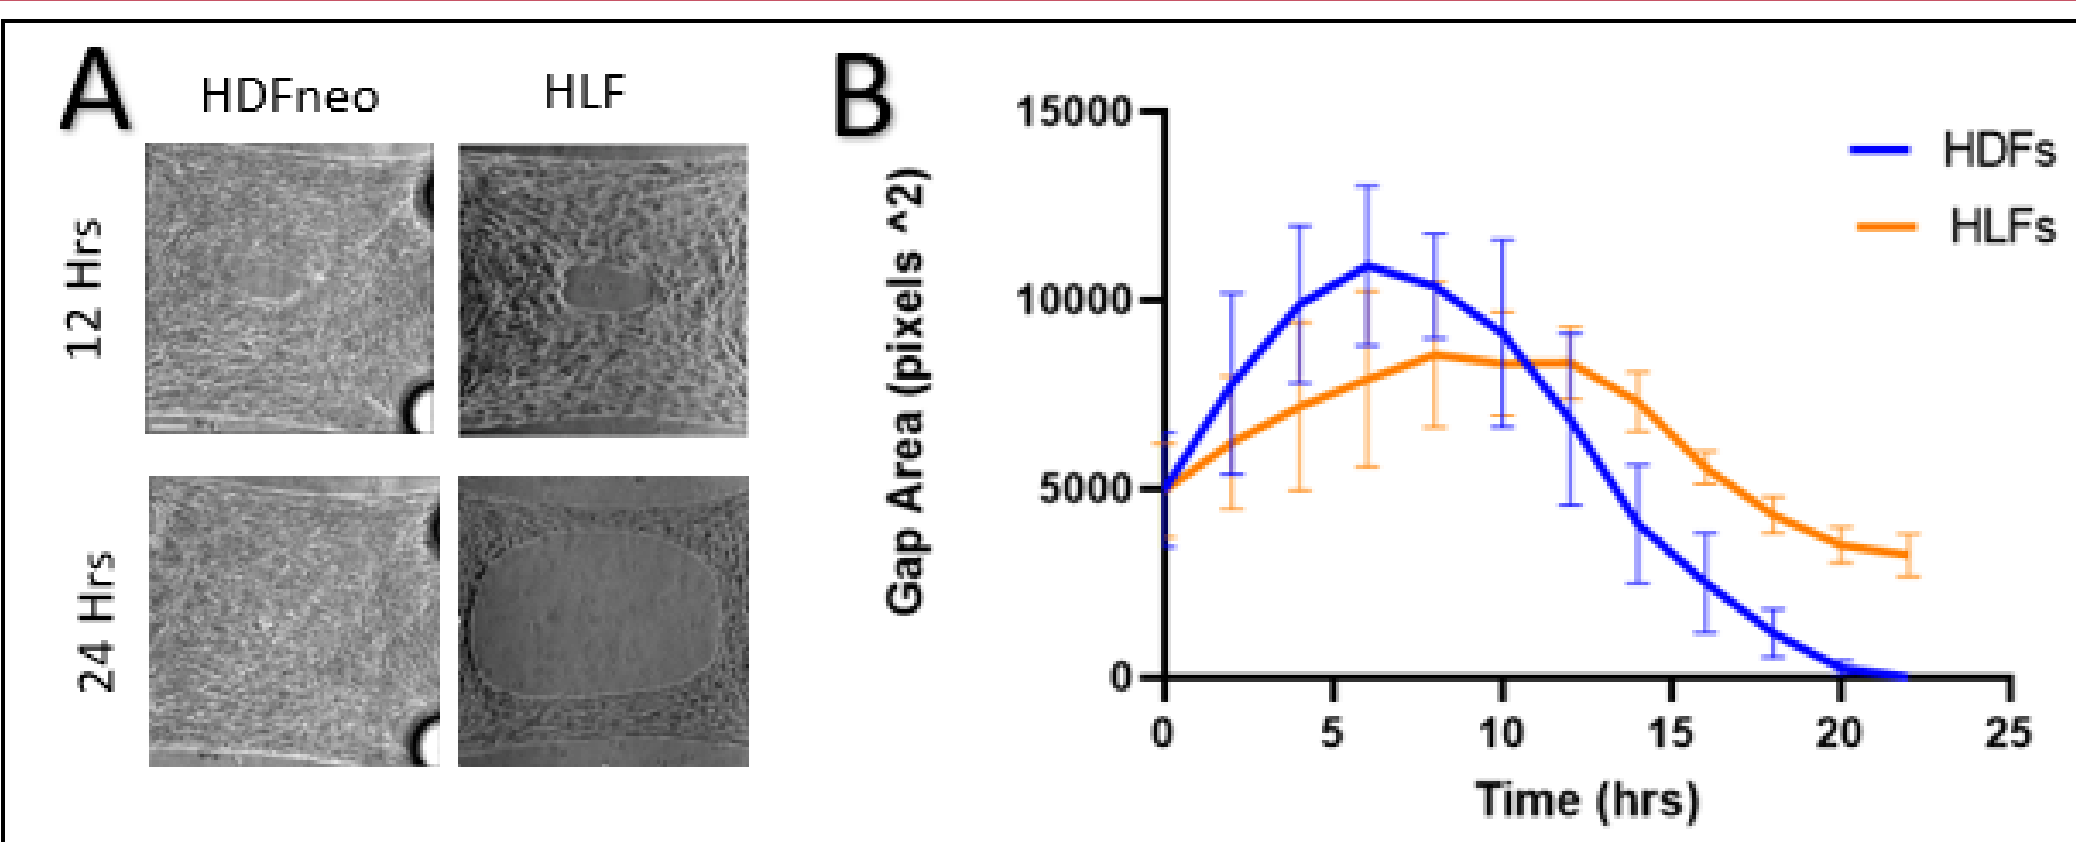 A
HDFneo
HLF
12 Hrs
24 Hrs
B
15000
10000
5000
0
Gap Area (pixels ^2)
HDFs
HLFs
0 5 10 15 20 25
Time (hrs)